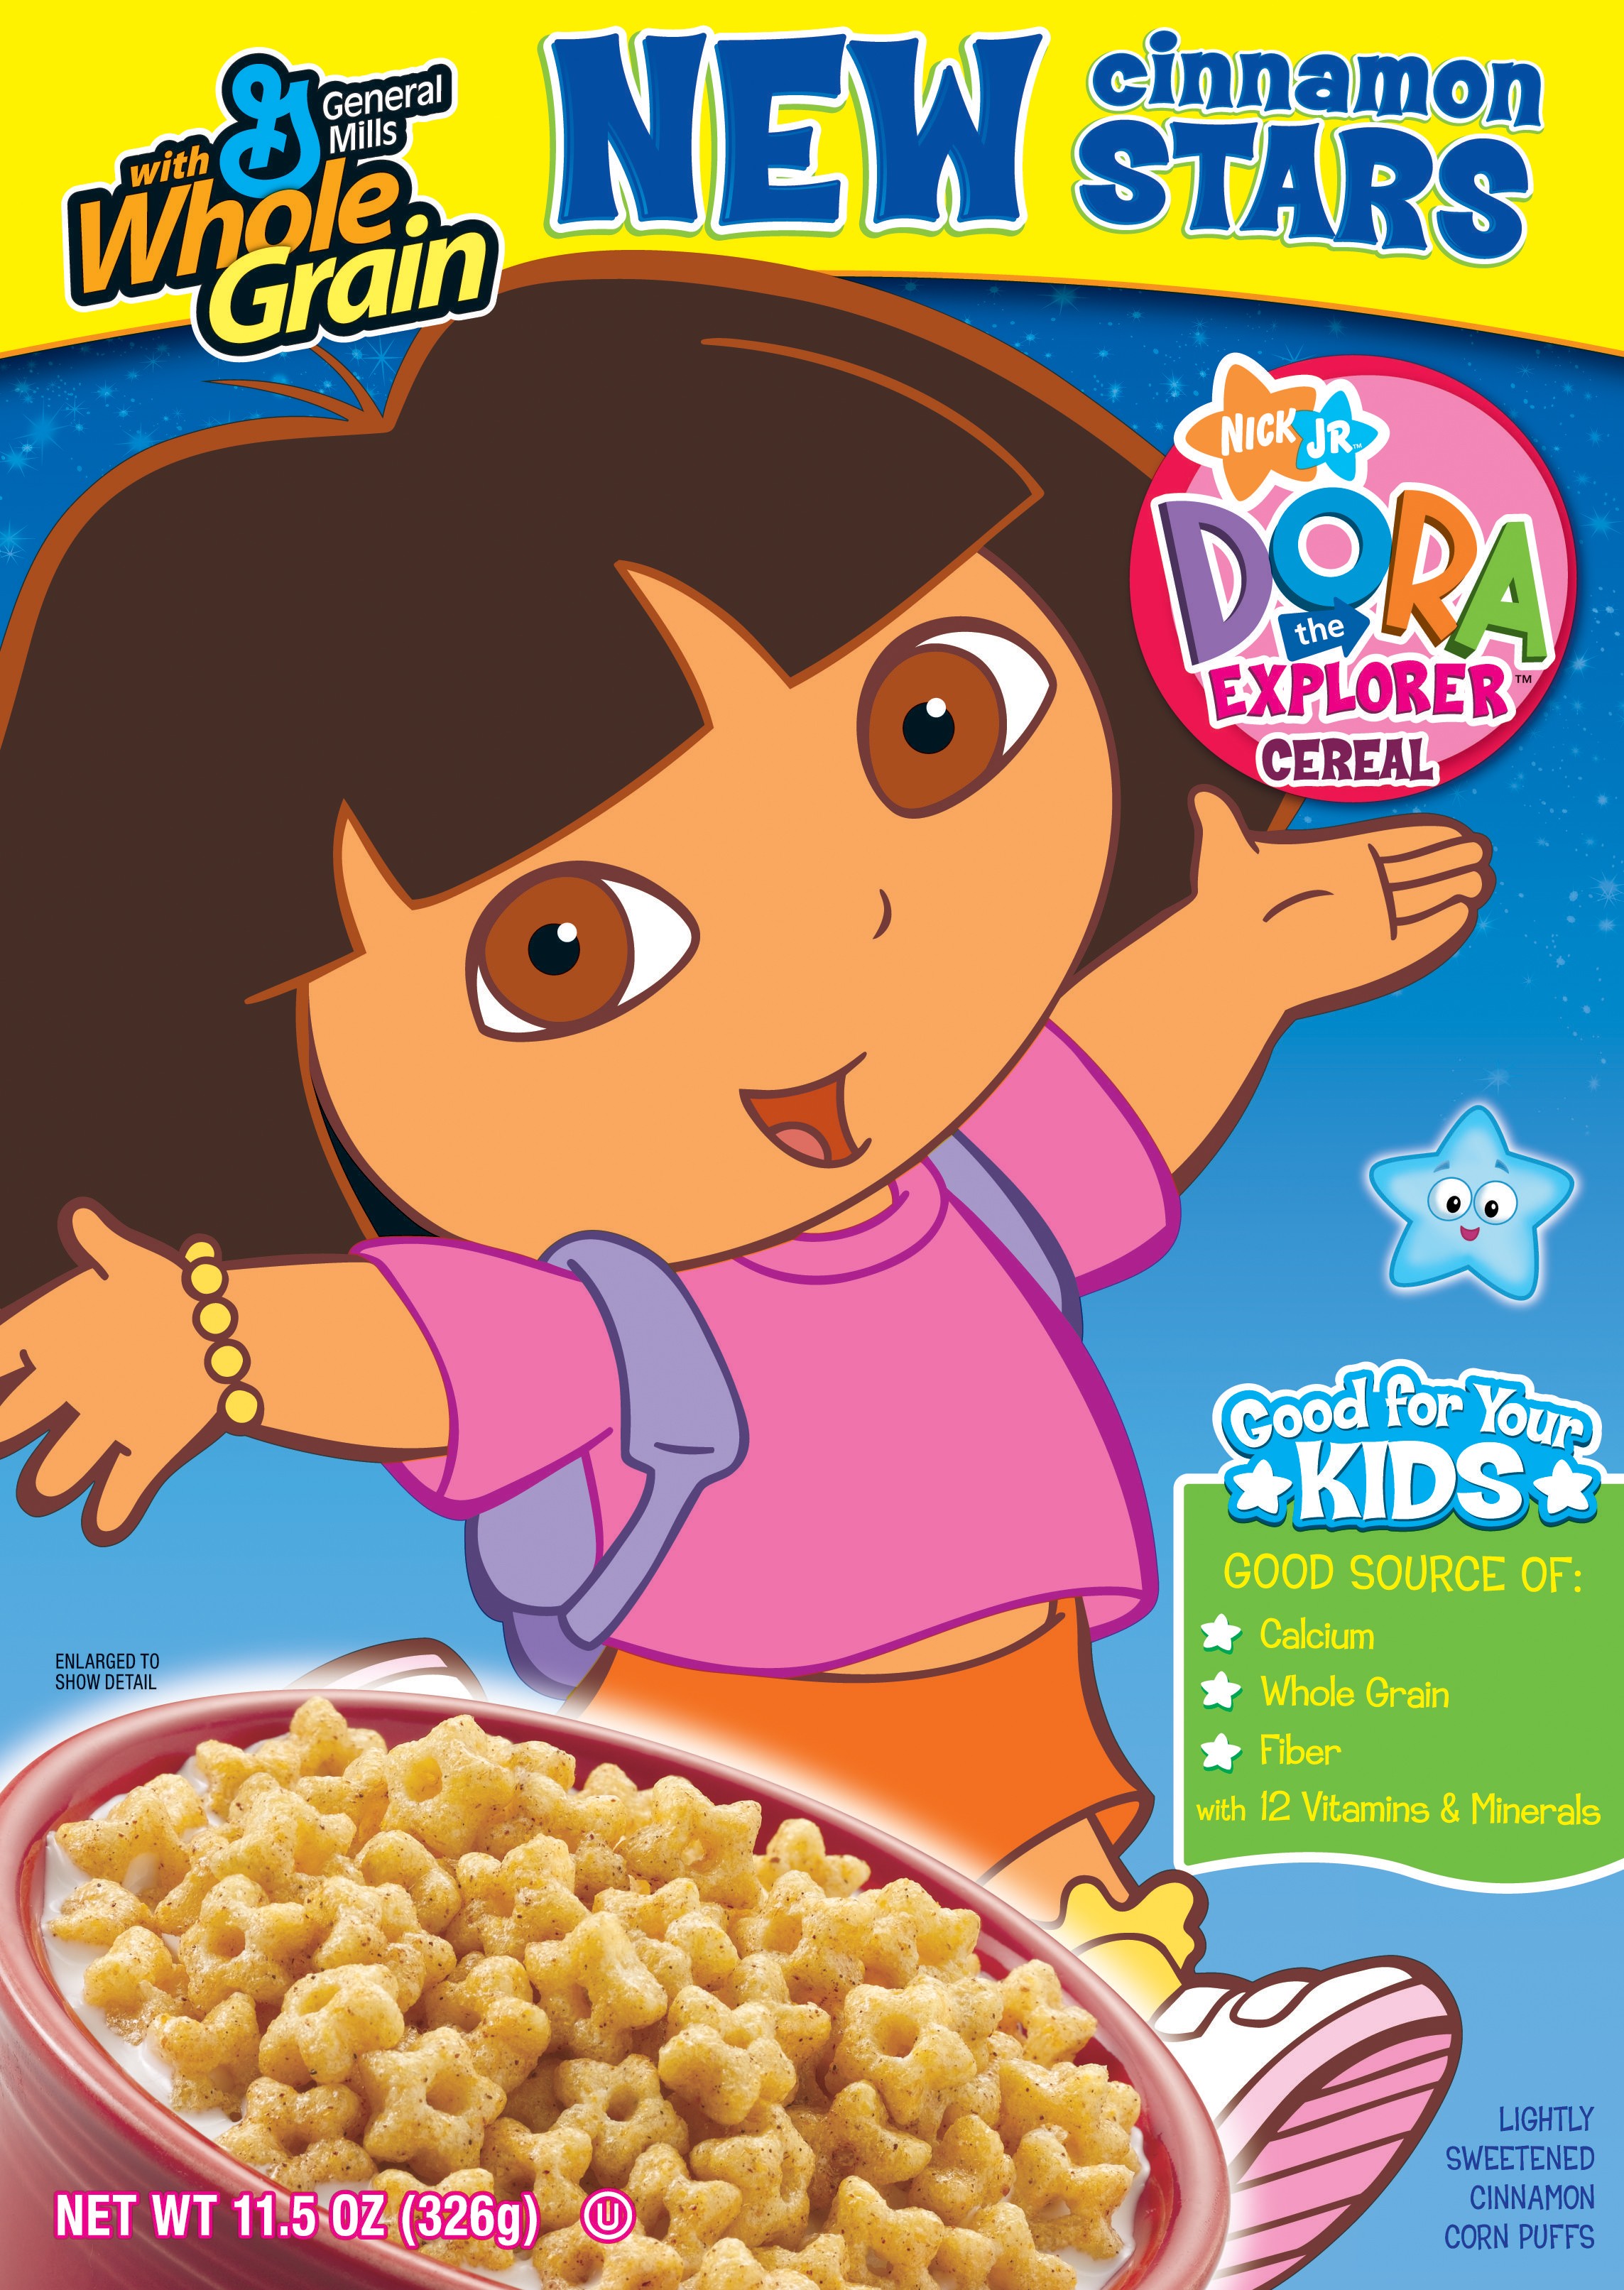 General
Mills
with
Whole
Grain
NEW
cinnamon
STARS
NICK JR™
DORA
the
EXPLORER™
CEREAL
Good for Your
KIDS
GOOD SOURCE OF:
Calcium
Whole Grain
Fiber
with 12 Vitamins & Minerals
ENLARGED TO
SHOW DETAIL
NET WT 11.5 OZ (326g) U
LIGHTLY
SWEETENED
CINNAMON
CORN PUFFS